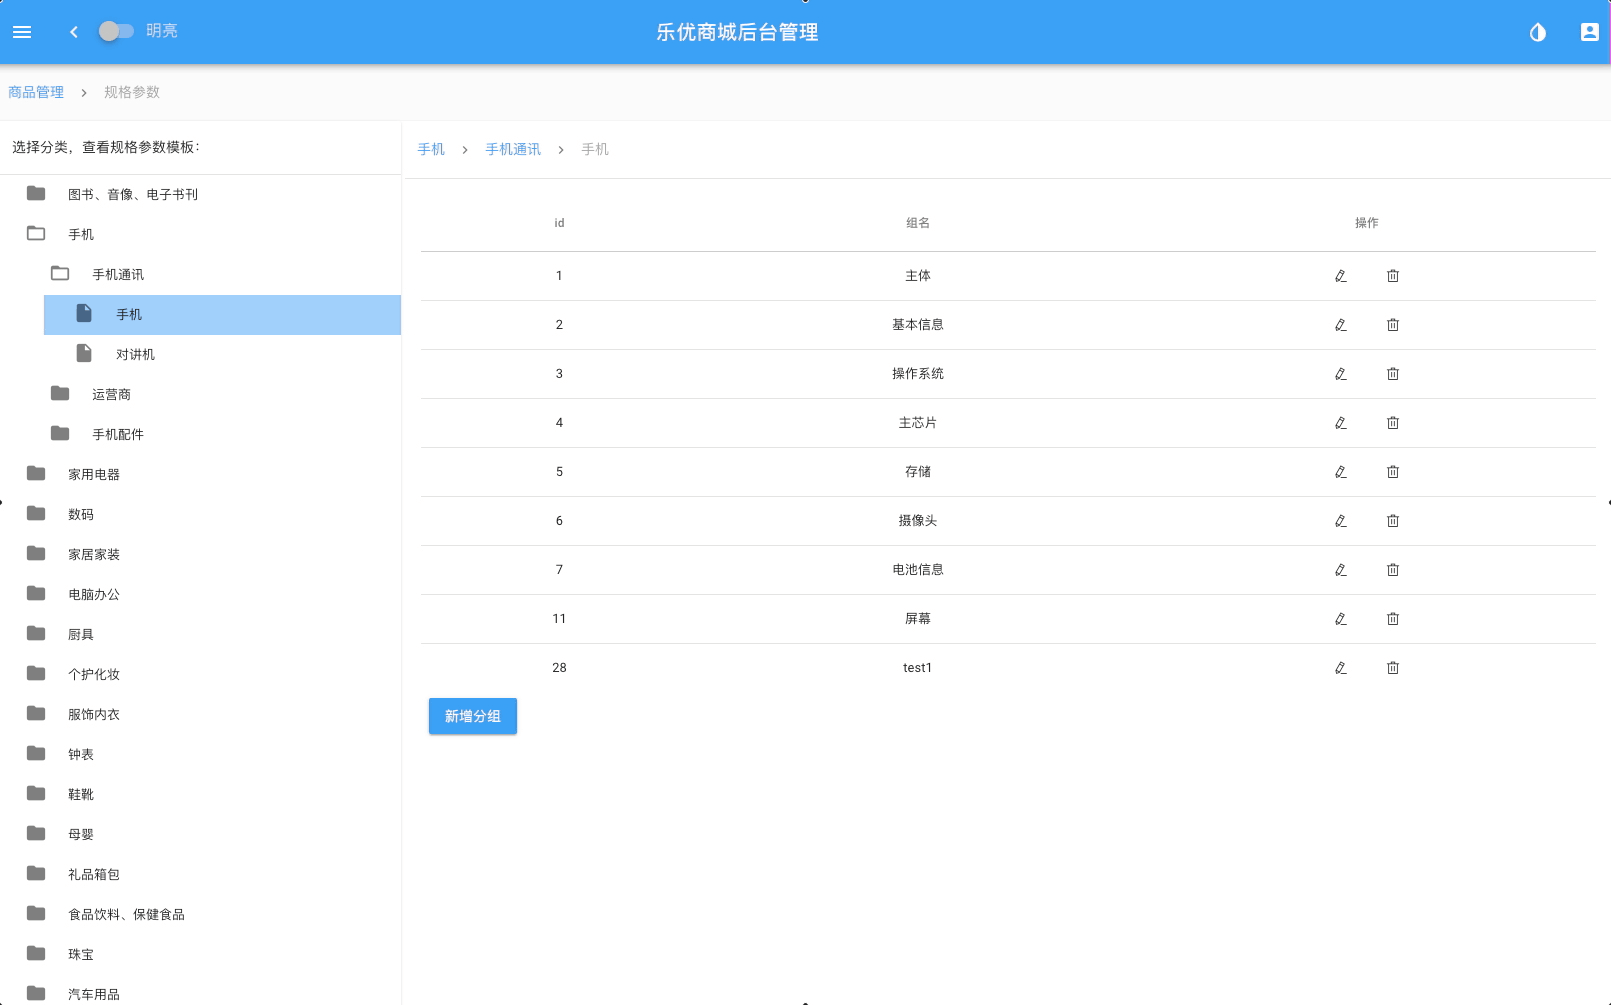 明亮
乐优商城后台管理
商品管理 > 规格参数
选择分类，查看规格参数模板：
图书、音像、电子书刊
手机
手机通讯
手机
对讲机
运营商
手机配件
家用电器
数码
家居家装
电脑办公
厨具
个护化妆
服饰内衣
钟表
鞋靴
母婴
礼品箱包
食品饮料、保健食品
珠宝
汽车用品
手机 > 手机通讯 > 手机
id 组名 操作
1 主体
2 基本信息
3 操作系统
4 主芯片
5 存储
6 摄像头
7 电池信息
11 屏幕
28 test1
新增分组